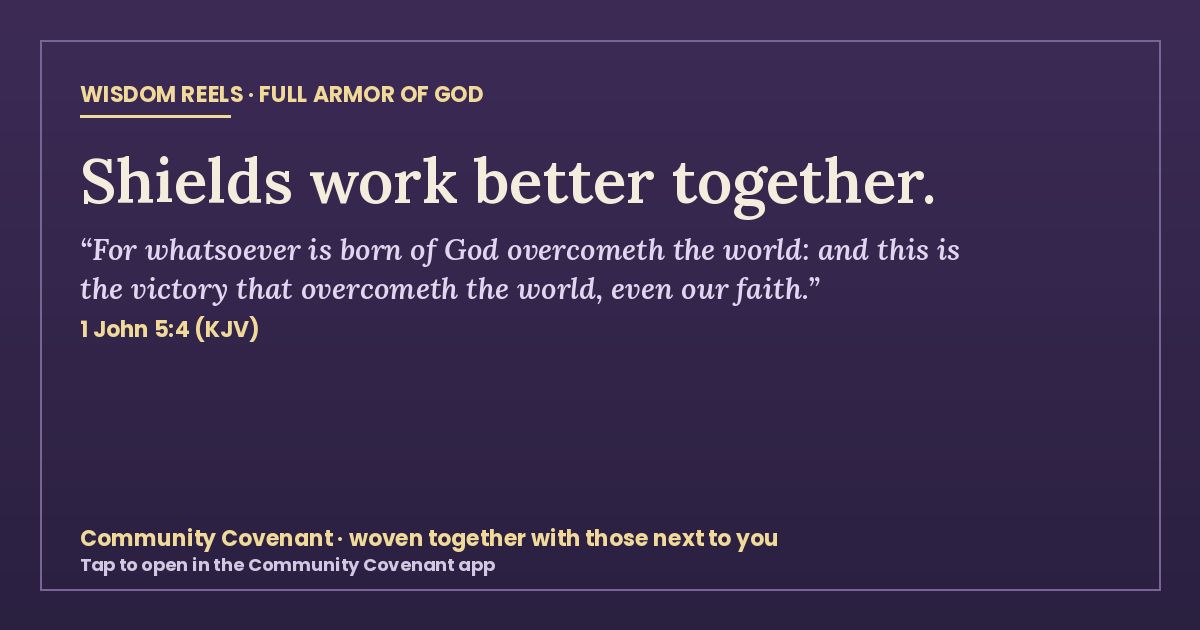 WISDOM REELS · FULL ARMOR OF GOD
Shields work better together.
“For whatsoever is born of God overcometh the world: and this is
the victory that overcometh the world, even our faith.”
1 John 5:4 (KJV)
Community Covenant · woven together with those next to you
Tap to open in the Community Covenant app